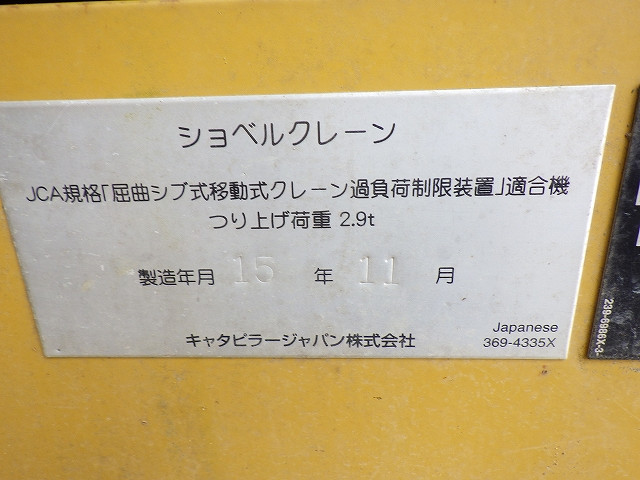 ショベルクレーン
JCA規格「屈曲ジブ式移動式クレーン過負荷制限装置」適合機
つり上げ荷重 2.9t
製造年月 15 年 11 月
キャタピラージャパン株式会社
Japanese
369-4335X
239-6986X-3